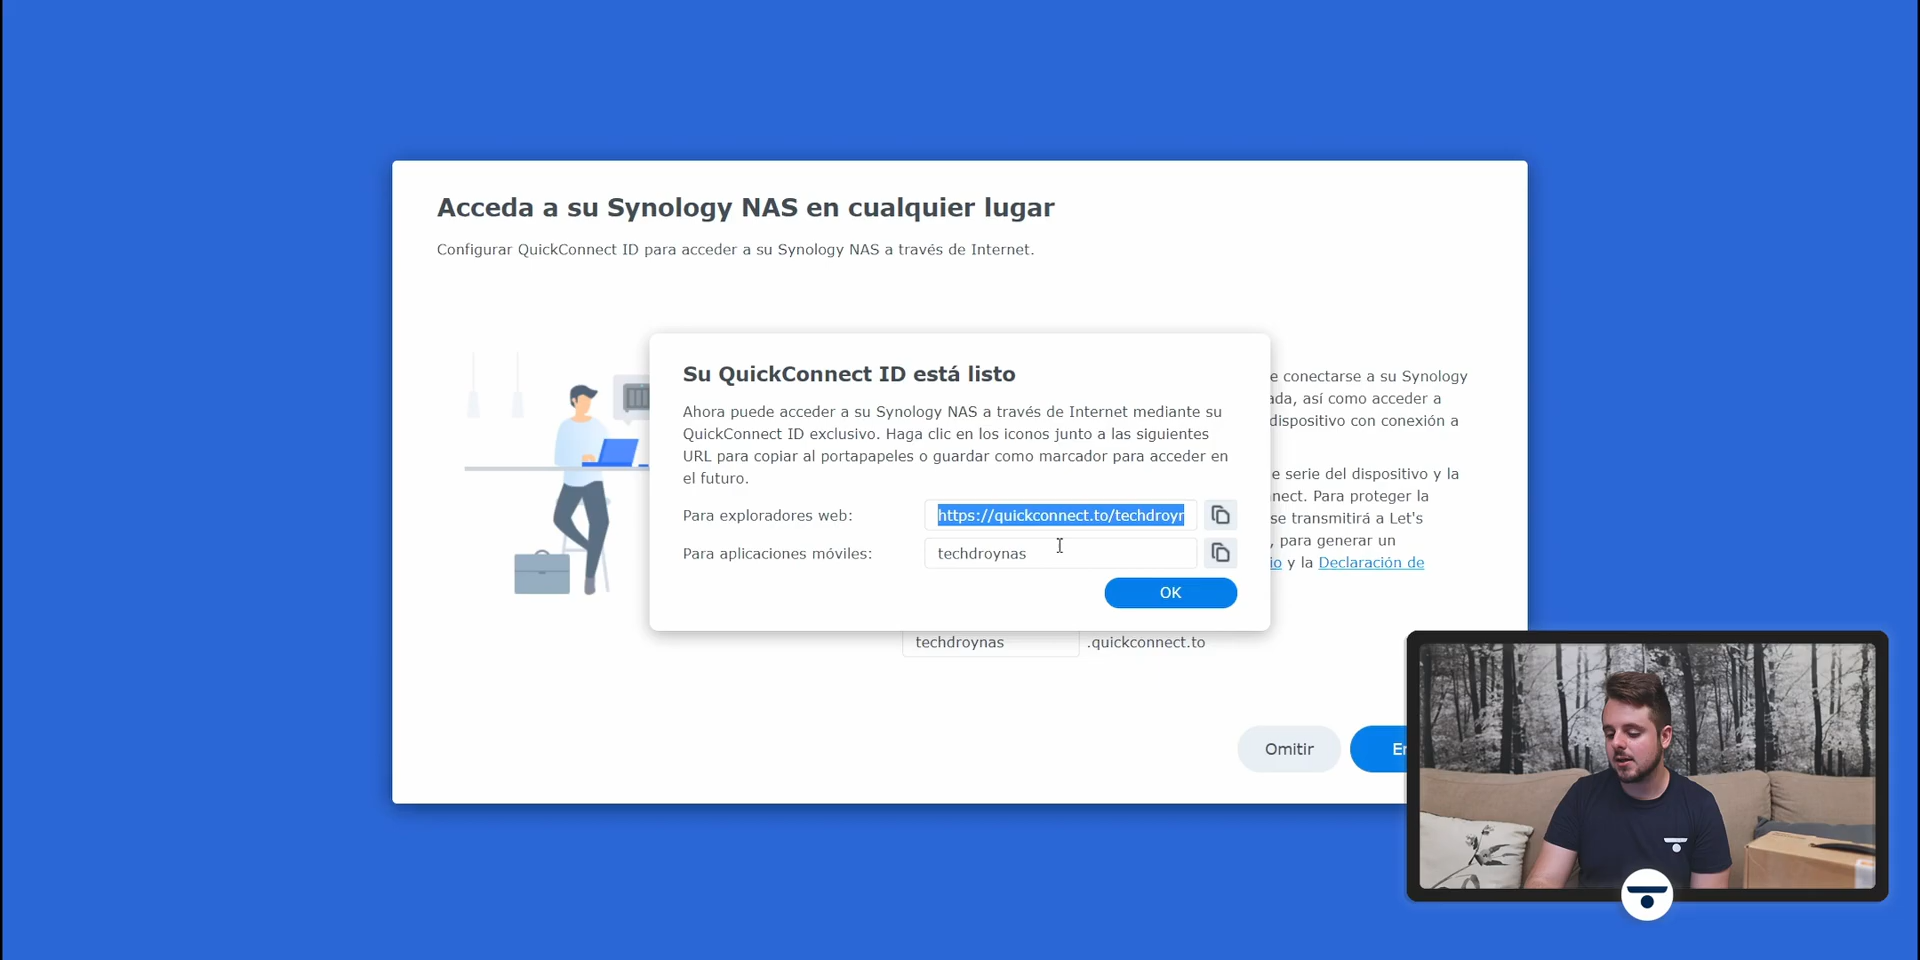 Acceda a su Synology NAS en cualquier lugar
Configurar QuickConnect ID para acceder a su Synology NAS a través de Internet.
Su QuickConnect ID está listo
Ahora puede acceder a su Synology NAS a través de Internet mediante su
QuickConnect ID exclusivo. Haga clic en los iconos junto a las siguientes
URL para copiar al portapapeles o guardar como marcador para acceder en
el futuro.
Para exploradores web:
https://quickconnect.to/techdroyn
Para aplicaciones móviles:
techdroynas
OK
e conectarse a su Synology
ada, así como acceder a
dispositivo con conexión a
e serie del dispositivo y la
nect. Para proteger la
se transmitirá a Let's
, para generar un
io y la Declaración de
techdroynas .quickconnect.to
Omitir